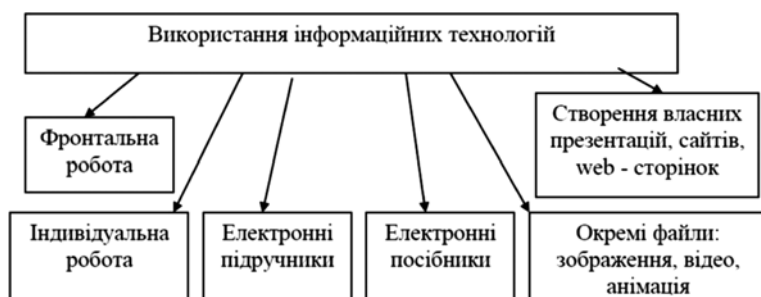 Використання інформаційних технологій
Фронтальна
робота
Створення власних
презентацій, сайтів,
web - сторінок
Індивідуальна
робота
Електронні
підручники
Електронні
посібники
Окремі файли:
зображення, відео,
анімація